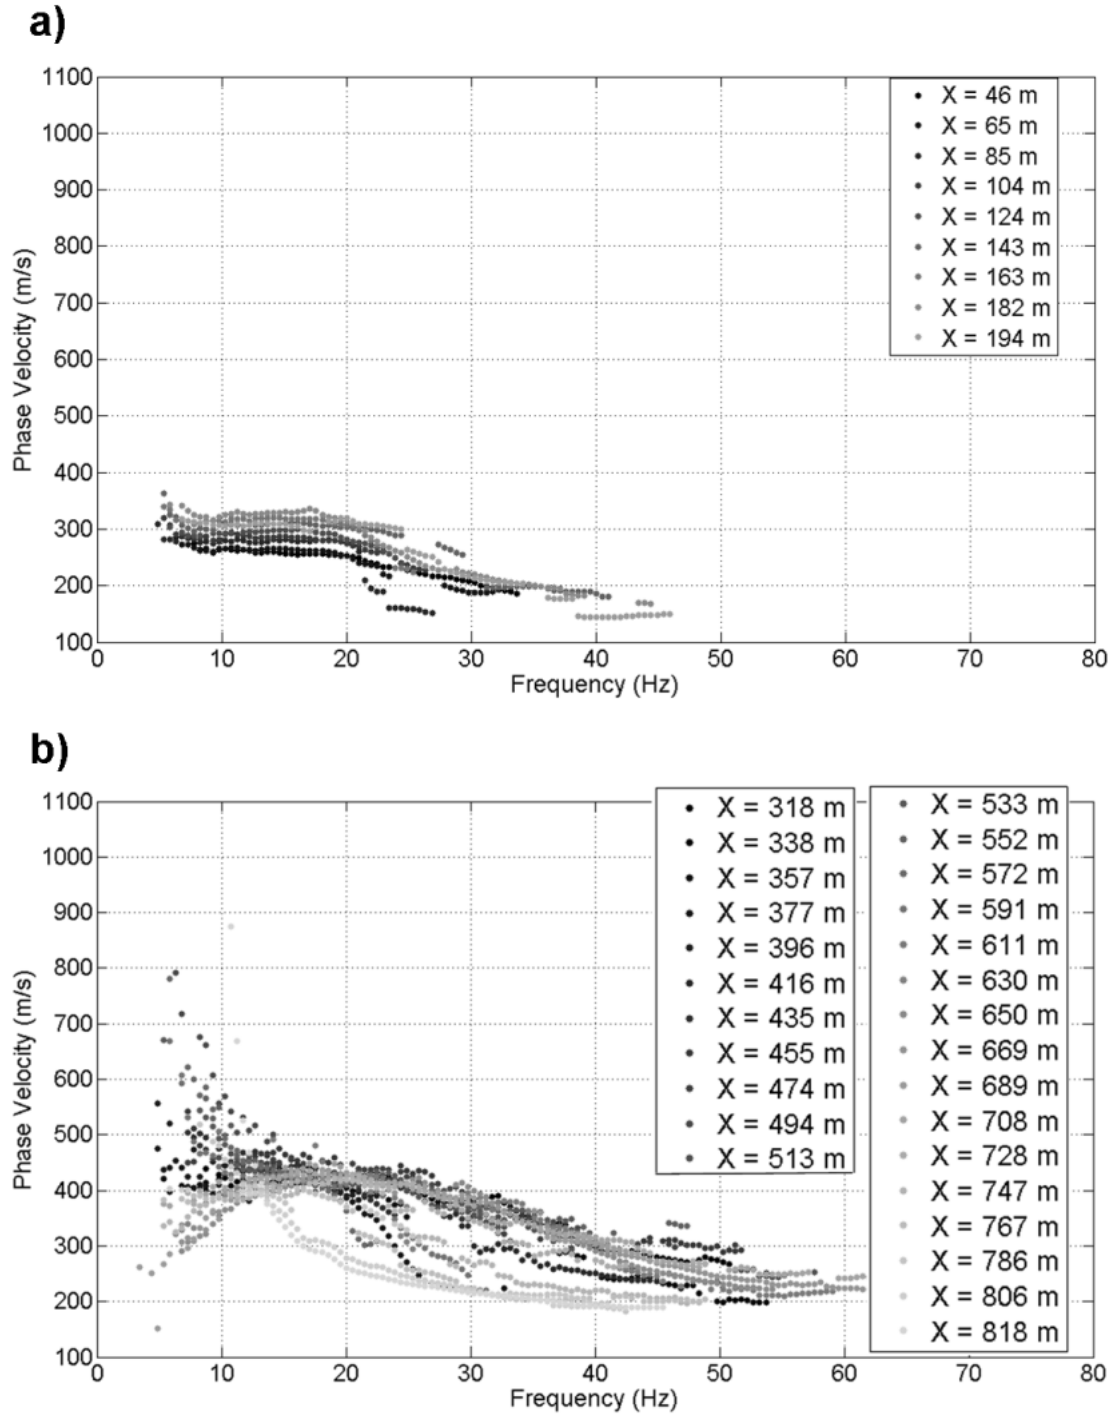 a)
1100
1000
900
800
700
600
500
400
300
200
100
Phase Velocity (m/s)
0 10 20 30 40 50 60 70 80
Frequency (Hz)
X = 46 m
X = 65 m
X = 85 m
X = 104 m
X = 124 m
X = 143 m
X = 163 m
X = 182 m
X = 194 m
b)
1100
1000
900
800
700
600
500
400
300
200
100
Phase Velocity (m/s)
0 10 20 30 40 50 60 70 80
Frequency (Hz)
X = 318 m
X = 338 m
X = 357 m
X = 377 m
X = 396 m
X = 416 m
X = 435 m
X = 455 m
X = 474 m
X = 494 m
X = 513 m
X = 533 m
X = 552 m
X = 572 m
X = 591 m
X = 611 m
X = 630 m
X = 650 m
X = 669 m
X = 689 m
X = 708 m
X = 728 m
X = 747 m
X = 767 m
X = 786 m
X = 806 m
X = 818 m